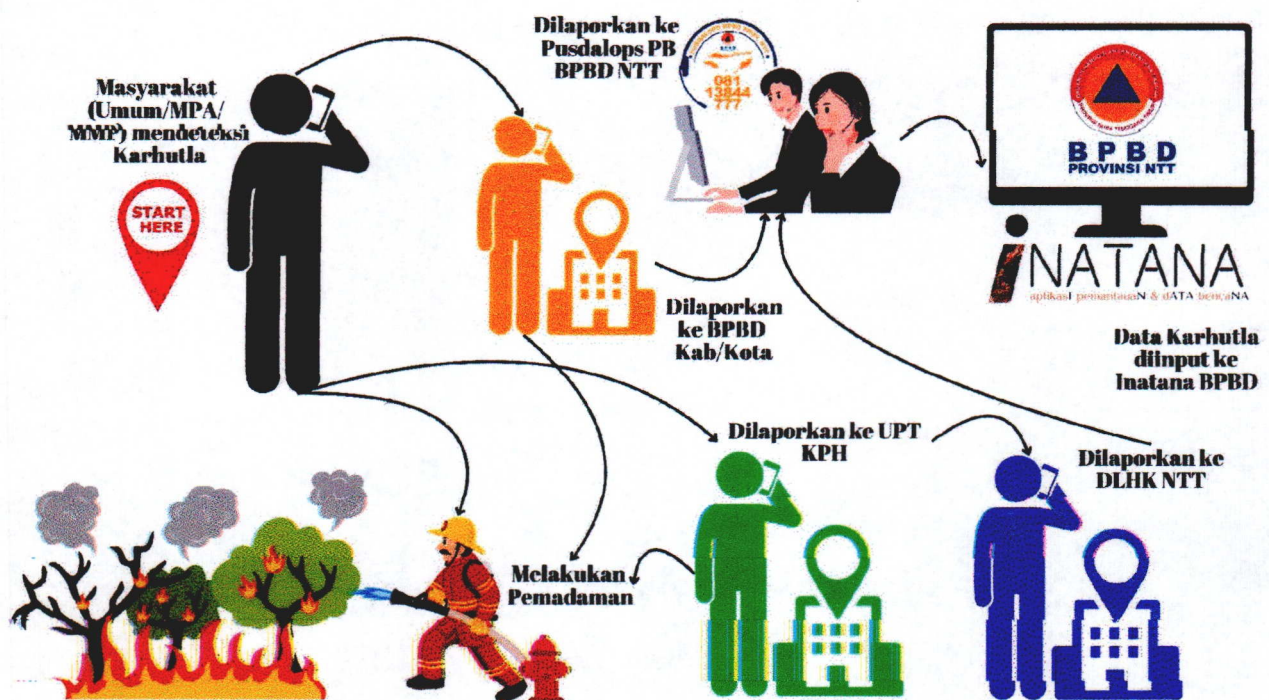 Masyarakat
(Umum/MPA/
MMP) mendeteksi
Karhutla
START
HERE
Dilaporkan ke
Pusdalops PB
BPBD NTT
081
13844
777
BPBD
PROVINSI NTT
iNATANA
aplikasI pemantauaN & dATA bencaNA
Data Karhutla
diinput ke
Inatana BPBD
Dilaporkan
ke BPBD
Kab/Kota
Dilaporkan ke UPT
KPH
Dilaporkan ke
DLHK NTT
Melakukan
Pemadaman